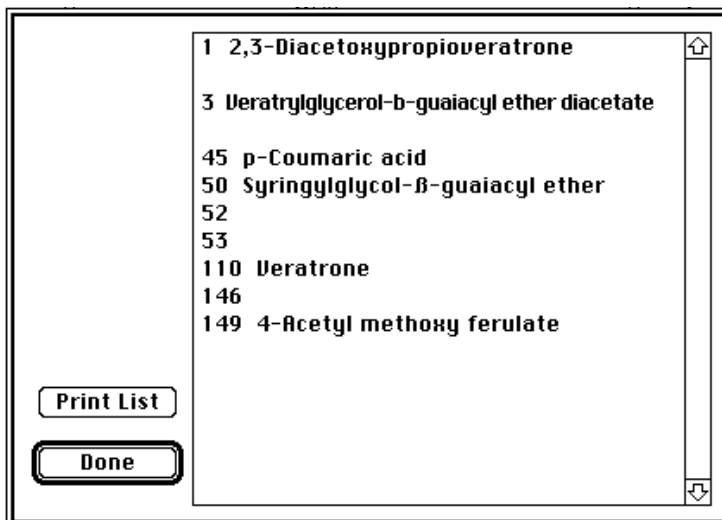 1 2,3-Diacetoxypropioveratrone
3 Veratrylglycerol-b-guaiacyl ether diacetate
45 p-Coumaric acid
50 Syringylglycol-ß-guaiacyl ether
52
53
110 Veratrone
146
149 4-Acetyl methoxy ferulate
Print List
Done